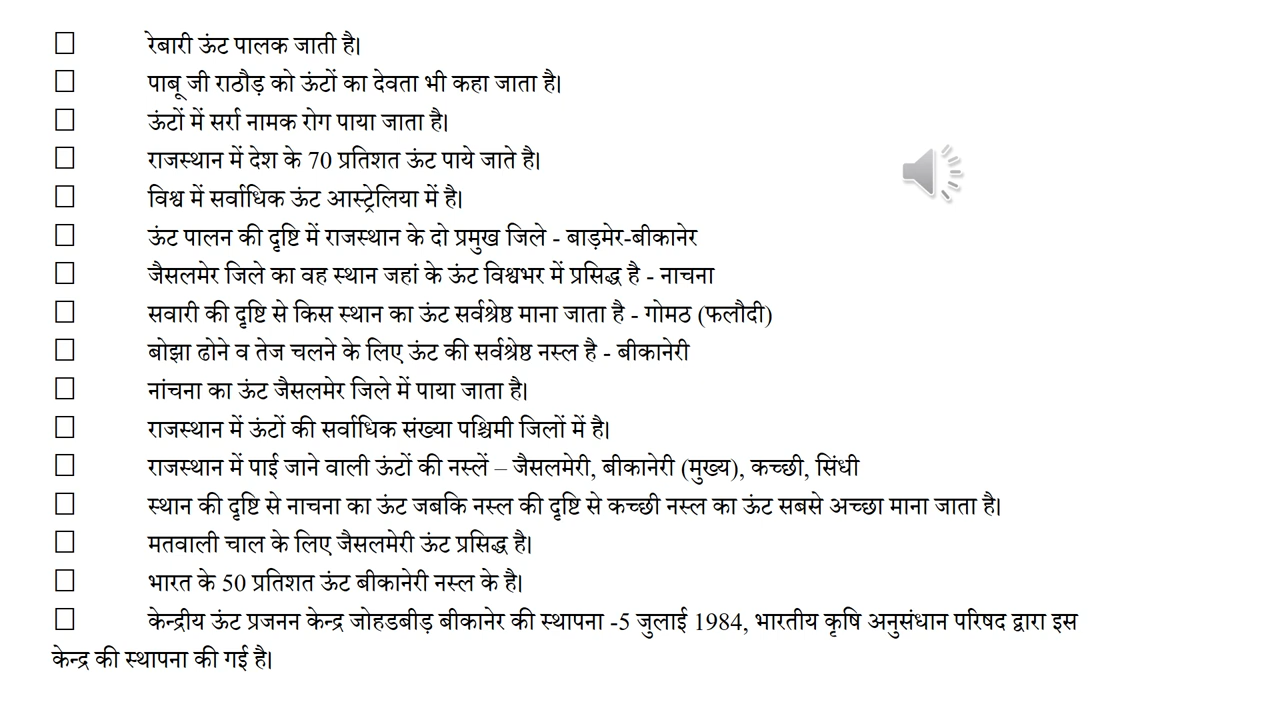 ☐ रेबारी ऊंट पालक जाती है।
☐ पाबू जी राठौड़ को ऊंटों का देवता भी कहा जाता है।
☐ ऊंटों में सर्रा नामक रोग पाया जाता है।
☐ राजस्थान में देश के 70 प्रतिशत ऊंट पाये जाते है।
☐ विश्व में सर्वाधिक ऊंट आस्ट्रेलिया में है।
☐ ऊंट पालन की दृष्टि में राजस्थान के दो प्रमुख जिले - बाड़मेर-बीकानेर
☐ जैसलमेर जिले का वह स्थान जहां के ऊंट विश्वभर में प्रसिद्ध है - नाचना
☐ सवारी की दृष्टि से किस स्थान का ऊंट सर्वश्रेष्ठ माना जाता है - गोमठ (फलौदी)
☐ बोझा ढोने व तेज चलने के लिए ऊंट की सर्वश्रेष्ठ नस्ल है - बीकानेरी
☐ नांचना का ऊंट जैसलमेर जिले में पाया जाता है।
☐ राजस्थान में ऊंटों की सर्वाधिक संख्या पश्चिमी जिलों में है।
☐ राजस्थान में पाई जाने वाली ऊंटों की नस्लें – जैसलमेरी, बीकानेरी (मुख्य), कच्छी, सिंधी
☐ स्थान की दृष्टि से नाचना का ऊंट जबकि नस्ल की दृष्टि से कच्छी नस्ल का ऊंट सबसे अच्छा माना जाता है।
☐ मतवाली चाल के लिए जैसलमेरी ऊंट प्रसिद्ध है।
☐ भारत के 50 प्रतिशत ऊंट बीकानेरी नस्ल के है।
☐ केन्द्रीय ऊंट प्रजनन केन्द्र जोहडबीड़ बीकानेर की स्थापना -5 जुलाई 1984, भारतीय कृषि अनुसंधान परिषद द्वारा इस
केन्द्र की स्थापना की गई है।